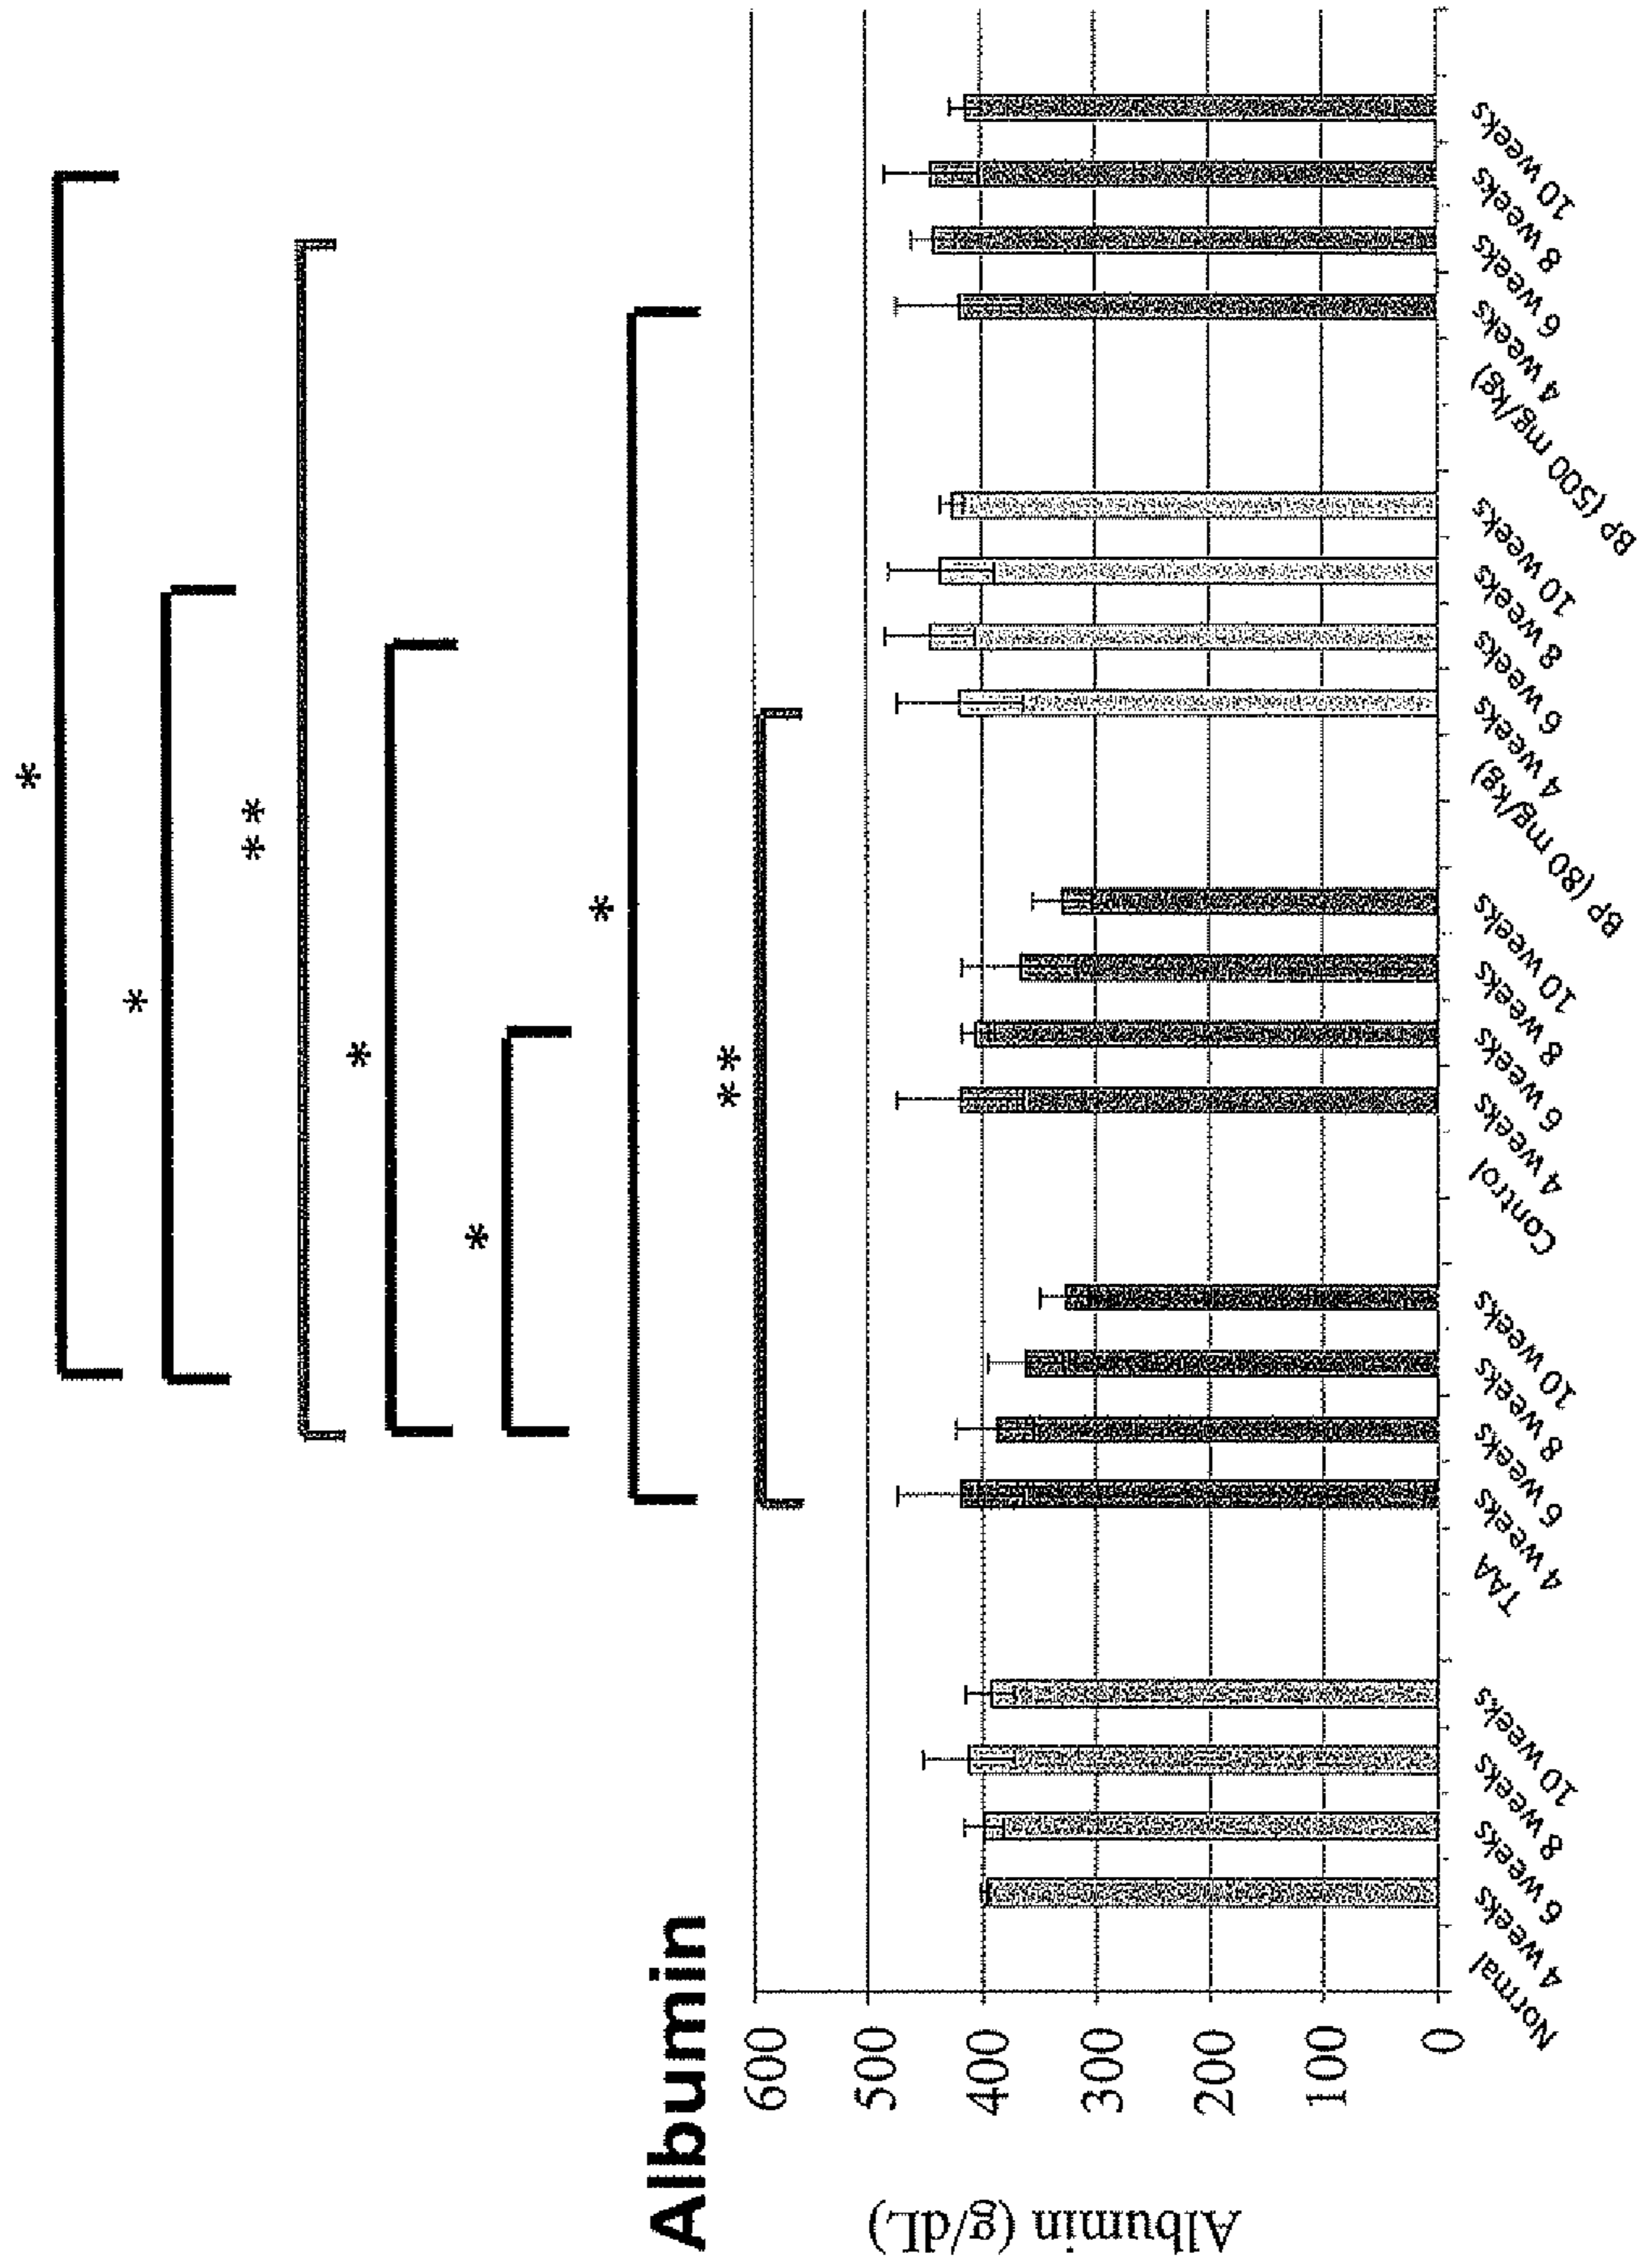 *
*
* *
*
*
*
* *
Albumin
Albumin (g/dL)
600
500
400
300
200
100
0
Normal
4 weeks
6 weeks
8 weeks
10 weeks
TAA
4 weeks
6 weeks
8 weeks
10 weeks
Control
4 weeks
6 weeks
8 weeks
10 weeks
BP (80 mg/kg)
4 weeks
6 weeks
8 weeks
10 weeks
BP (500 mg/kg)
4 weeks
6 weeks
8 weeks
10 weeks